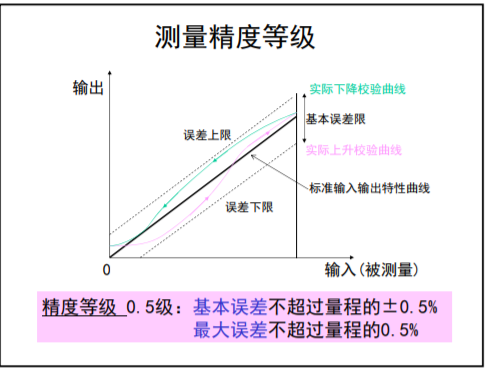 测量精度等级
输出
实际下降校验曲线
基本误差限
误差上限
实际上升校验曲线
标准输入输出特性曲线
误差下限
0
输入(被测量)
精度等级 0.5级：基本误差不超过量程的±0.5%
最大误差不超过量程的0.5%